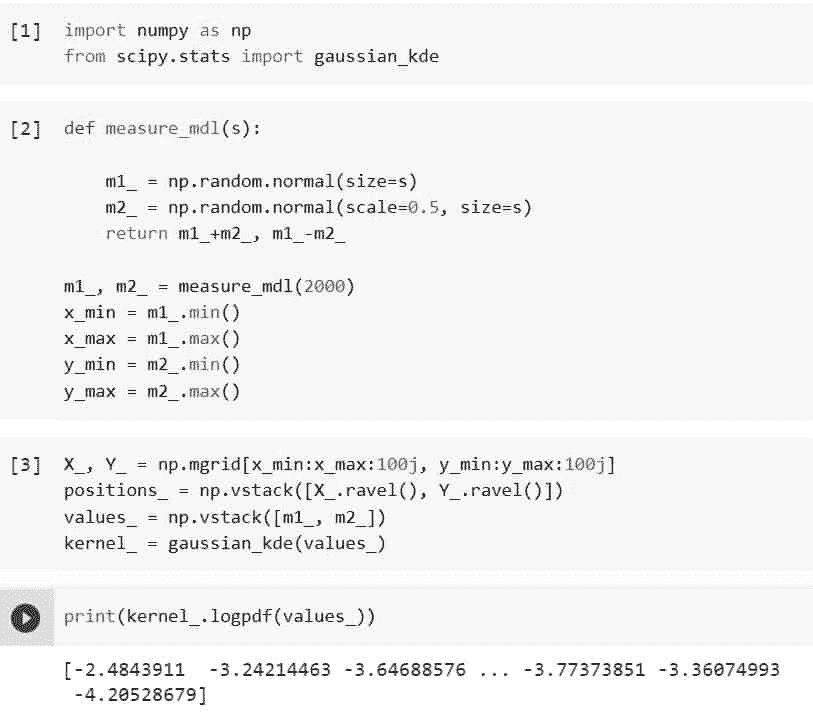 [1] import numpy as np
from scipy.stats import gaussian_kde
[2] def measure_mdl(s):
m1_ = np.random.normal(size=s)
m2_ = np.random.normal(scale=0.5, size=s)
return m1_+m2_, m1_-m2_
m1_, m2_ = measure_mdl(2000)
x_min = m1_.min()
x_max = m1_.max()
y_min = m2_.min()
y_max = m2_.max()
[3] X_, Y_ = np.mgrid[x_min:x_max:100j, y_min:y_max:100j]
positions_ = np.vstack([X_.ravel(), Y_.ravel()])
values_ = np.vstack([m1_, m2_])
kernel_ = gaussian_kde(values_)
print(kernel_.logpdf(values_))
[-2.4843911  -3.24214463 -3.64688576 ... -3.77373851 -3.36074993
-4.20528679]